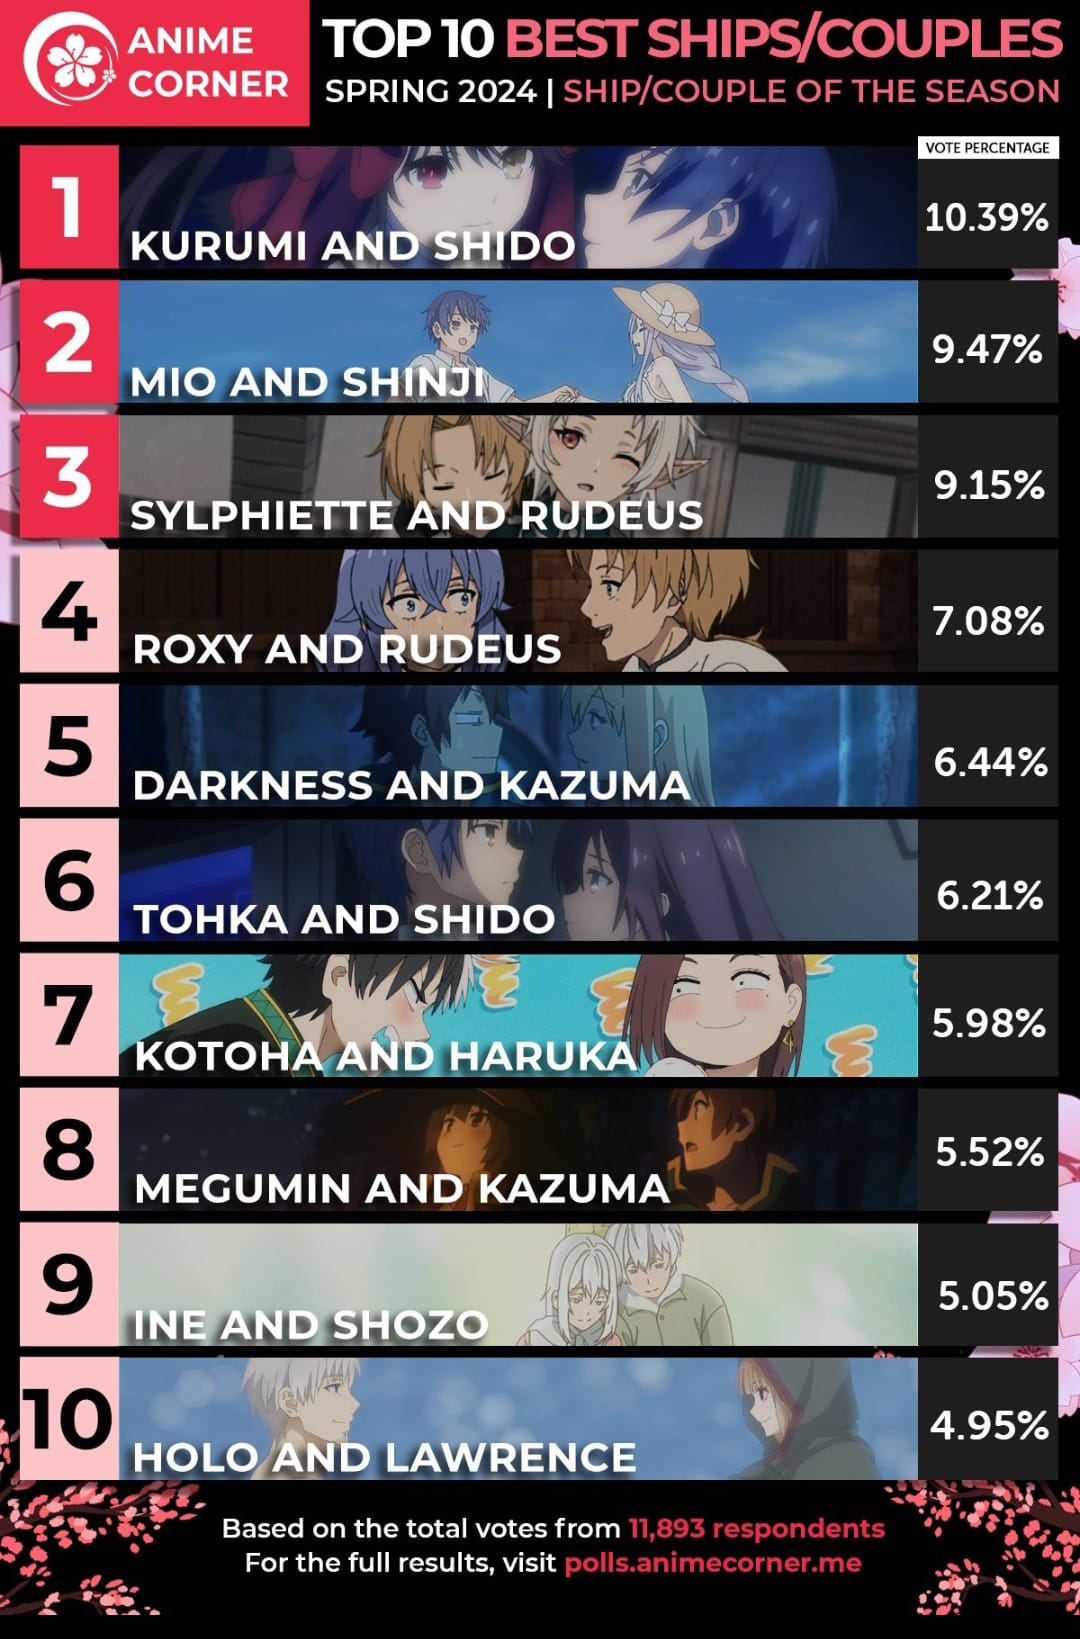 ANIME
CORNER
TOP 10 BEST SHIPS/COUPLES
SPRING 2024 | SHIP/COUPLE OF THE SEASON
VOTE PERCENTAGE
1
KURUMI AND SHIDO
10.39%
2
MIO AND SHINJI
9.47%
3
SYLPHIETTE AND RUDEUS
9.15%
4
ROXY AND RUDEUS
7.08%
5
DARKNESS AND KAZUMA
6.44%
6
TOHKA AND SHIDO
6.21%
7
KOTOHA AND HARUKA
5.98%
8
MEGUMIN AND KAZUMA
5.52%
9
INE AND SHOZO
5.05%
10
HOLO AND LAWRENCE
4.95%
Based on the total votes from 11,893 respondents
For the full results, visit polls.animecorner.me